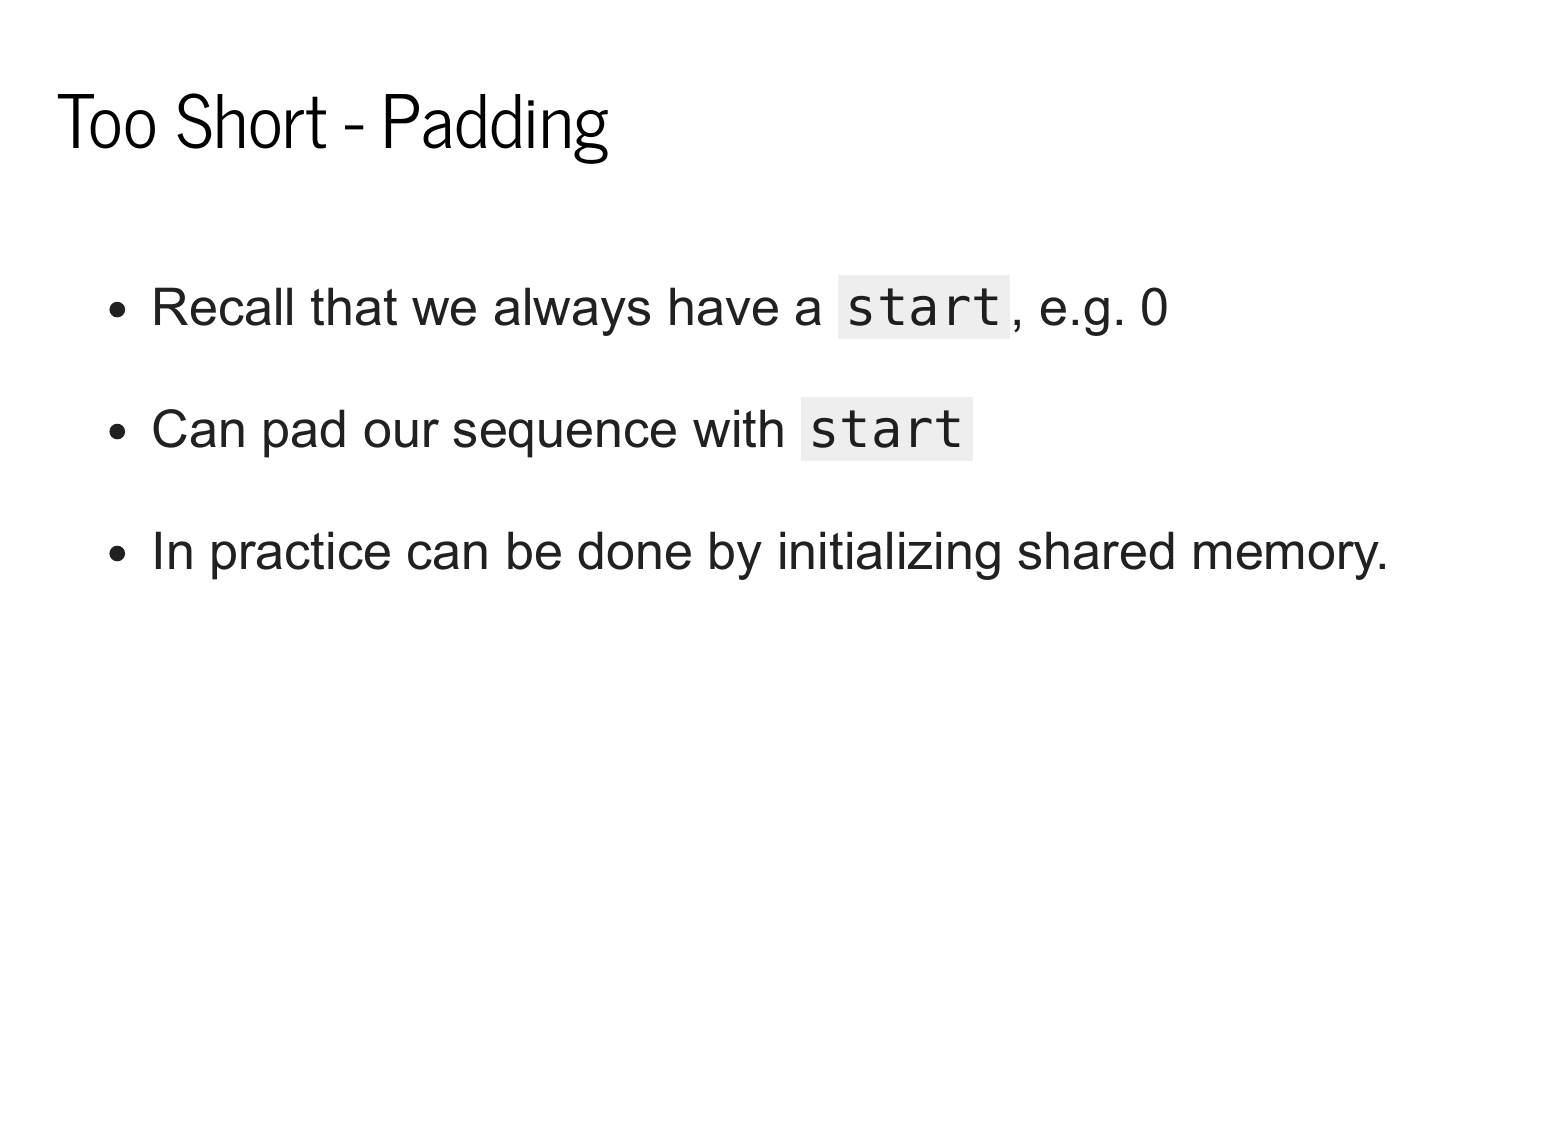 Too Short - Padding
• Recall that we always have a start, e.g. 0
• Can pad our sequence with start
• In practice can be done by initializing shared memory.